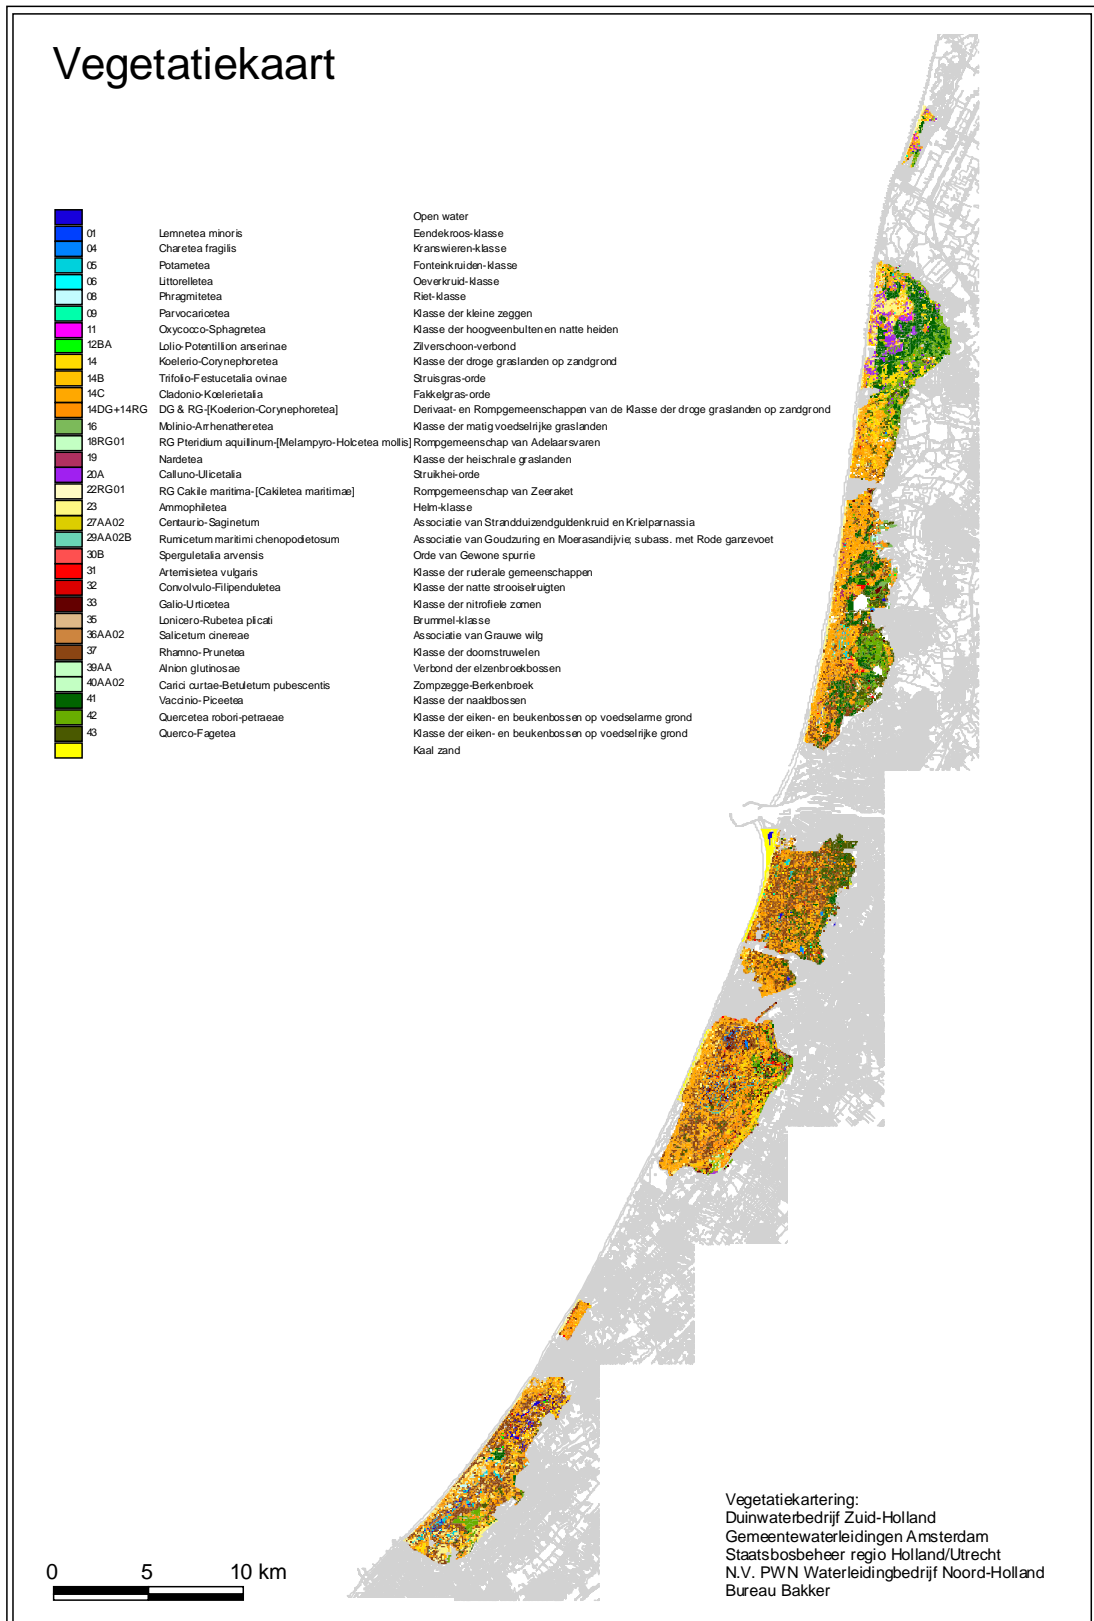 Vegetatiekaart
Open water
01 Lemnetea minoris Eendekroos-klasse
04 Charetea fragilis Kranswieren-klasse
05 Potametea Fonteinkruiden-klasse
06 Littorelletea Oeverkruid-klasse
08 Phragmitetea Riet-klasse
09 Parvocaricetea Klasse der kleine zeggen
11 Oxycocco-Sphagnetea Klasse der hoogveenbulten en natte heiden
12BA Lolio-Potentillion anserinae Zilverschoon-verbond
14 Koelerio-Corynephoretea Klasse der droge graslanden op zandgrond
14B Trifolio-Festucetalia ovinae Struisgras-orde
14C Cladonio-Koelerietalia Fakkelgras-orde
14DG+14RG DG & RG-[Koelerion-Corynephoretea] Derivaat- en Rompgemeenschappen van de Klasse der droge graslanden op zandgrond
16 Molinio-Arrhenatheretea Klasse der matig voedselrijke graslanden
18RG01 RG Pteridium aquilinum-[Melampyro-Holcetea mollis] Rompgemeenschap van Adelaarsvaren
19 Nardetea Klasse der heischrale graslanden
20A Calluno-Ulicetalia Struikhei-orde
22RG01 RG Cakile maritima-[Cakiletea maritimae] Rompgemeenschap van Zeeraket
23 Ammophiletea Helm-klasse
27AA02 Centaurio-Saginetum Associatie van Strandduizendguldenkruid en Krielparnassia
29AA02B Rumicetum maritimi chenopodietosum Associatie van Goudzuring en Moerasandijvie; subass. met Rode ganzevoet
30B Sperguletalia arvensis Orde van Gewone spurrie
31 Artemisietea vulgaris Klasse der ruderale gemeenschappen
32 Convolvulo-Filipenduletea Klasse der natte strooiselruigten
33 Galio-Urticetea Klasse der nitrofiele zomen
35 Lonicero-Rubetea plicati Brummel-klasse
36AA02 Salicetum cinereae Associatie van Grauwe wilg
37 Rhamno-Prunetea Klasse der doornstruwelen
39AA Alnion glutinosae Verbond der elzenbroekbossen
40AA02 Carici curtae-Betuletum pubescentis Zompzegge-Berkenbroek
41 Vaccinio-Piceetea Klasse der naaldbossen
42 Quercetea robori-petraeae Klasse der eiken- en beukenbossen op voedselarme grond
43 Querco-Fagetea Klasse der eiken- en beukenbossen op voedselrijke grond
Kaal zand
Vegetatiekartering:
Duinwaterbedrijf Zuid-Holland
Gemeentewaterleidingen Amsterdam
Staatsbosbeheer regio Holland/Utrecht
N.V. PWN Waterleidingbedrijf Noord-Holland
Bureau Bakker
0 5 10 km